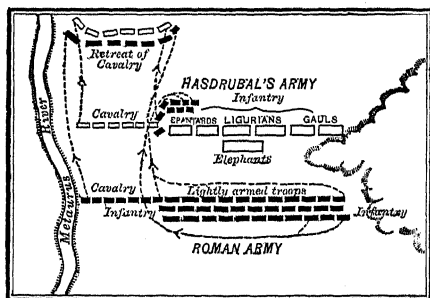 Retreat of
Cavalry
HASDRUBAL'S ARMY
Infantry
Cavalry
SPANIARDS LIGURIANS GAULS
Elephants
River
Metaurus
Cavalry Lightly armed troops
Infantry Infantry
ROMAN ARMY